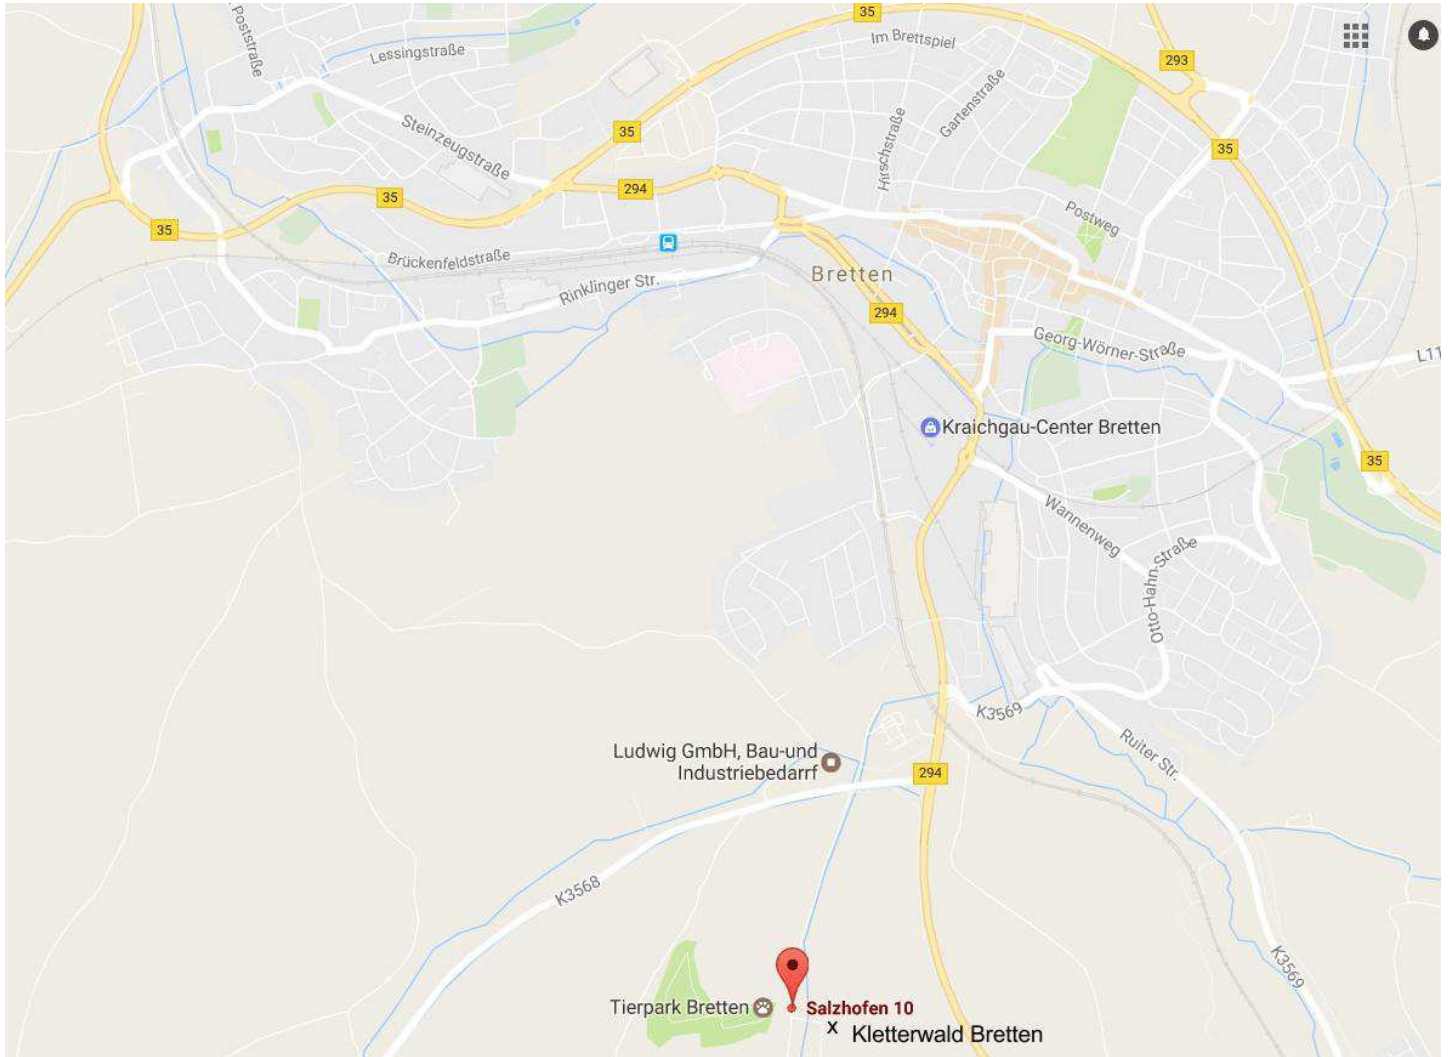 35
Poststraße
Lessingstraße
Im Brettspiel
293
Gartenstraße
Hirschstraße
35
Steinzeugstraße
35
294
35
Postweg
35
Brückenfeldstraße
Rinklinger Str.
Bretten
294
Georg-Wörner-Straße
L11
Kraichgau-Center Bretten
35
Wannenweg
Otto-Hahn-Straße
K3569
Ruiter Str.
Ludwig GmbH, Bau-und
Industriebedarrf
294
K3568
K3569
Tierpark Bretten
Salzhofen 10
x Kletterwald Bretten